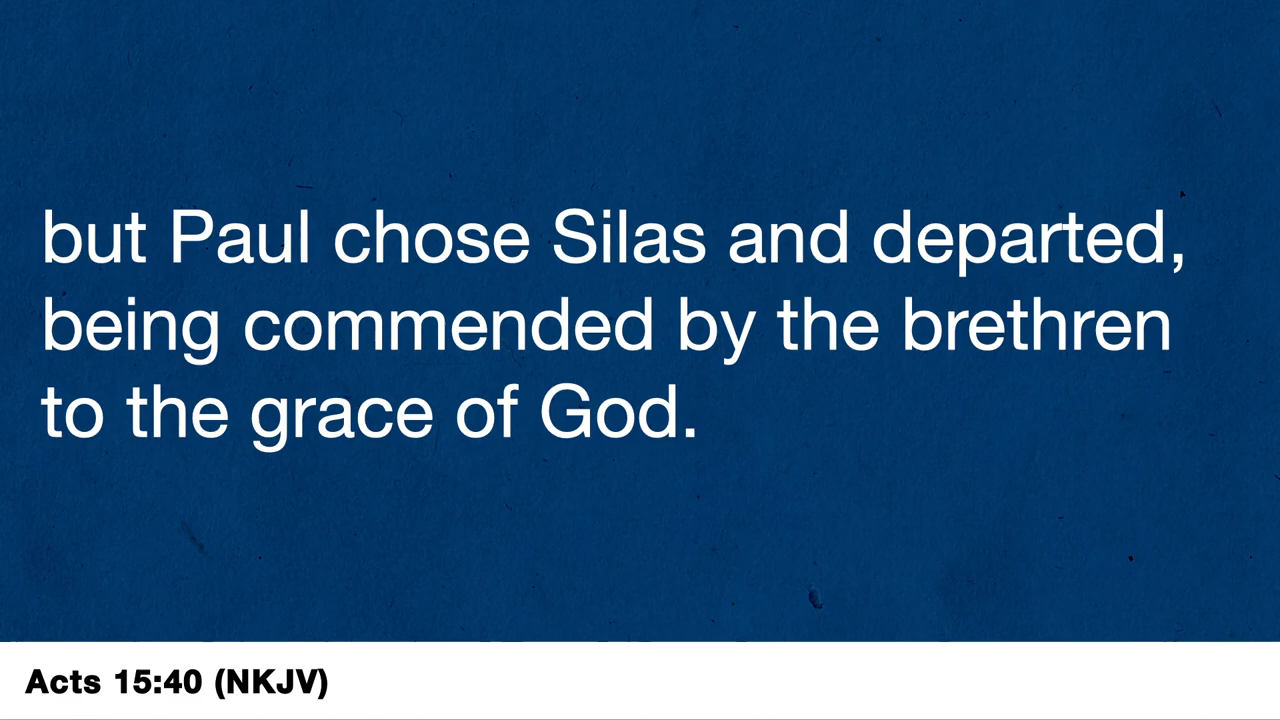 but Paul chose Silas and departed,
being commended by the brethren
to the grace of God.
Acts 15:40 (NKJV)